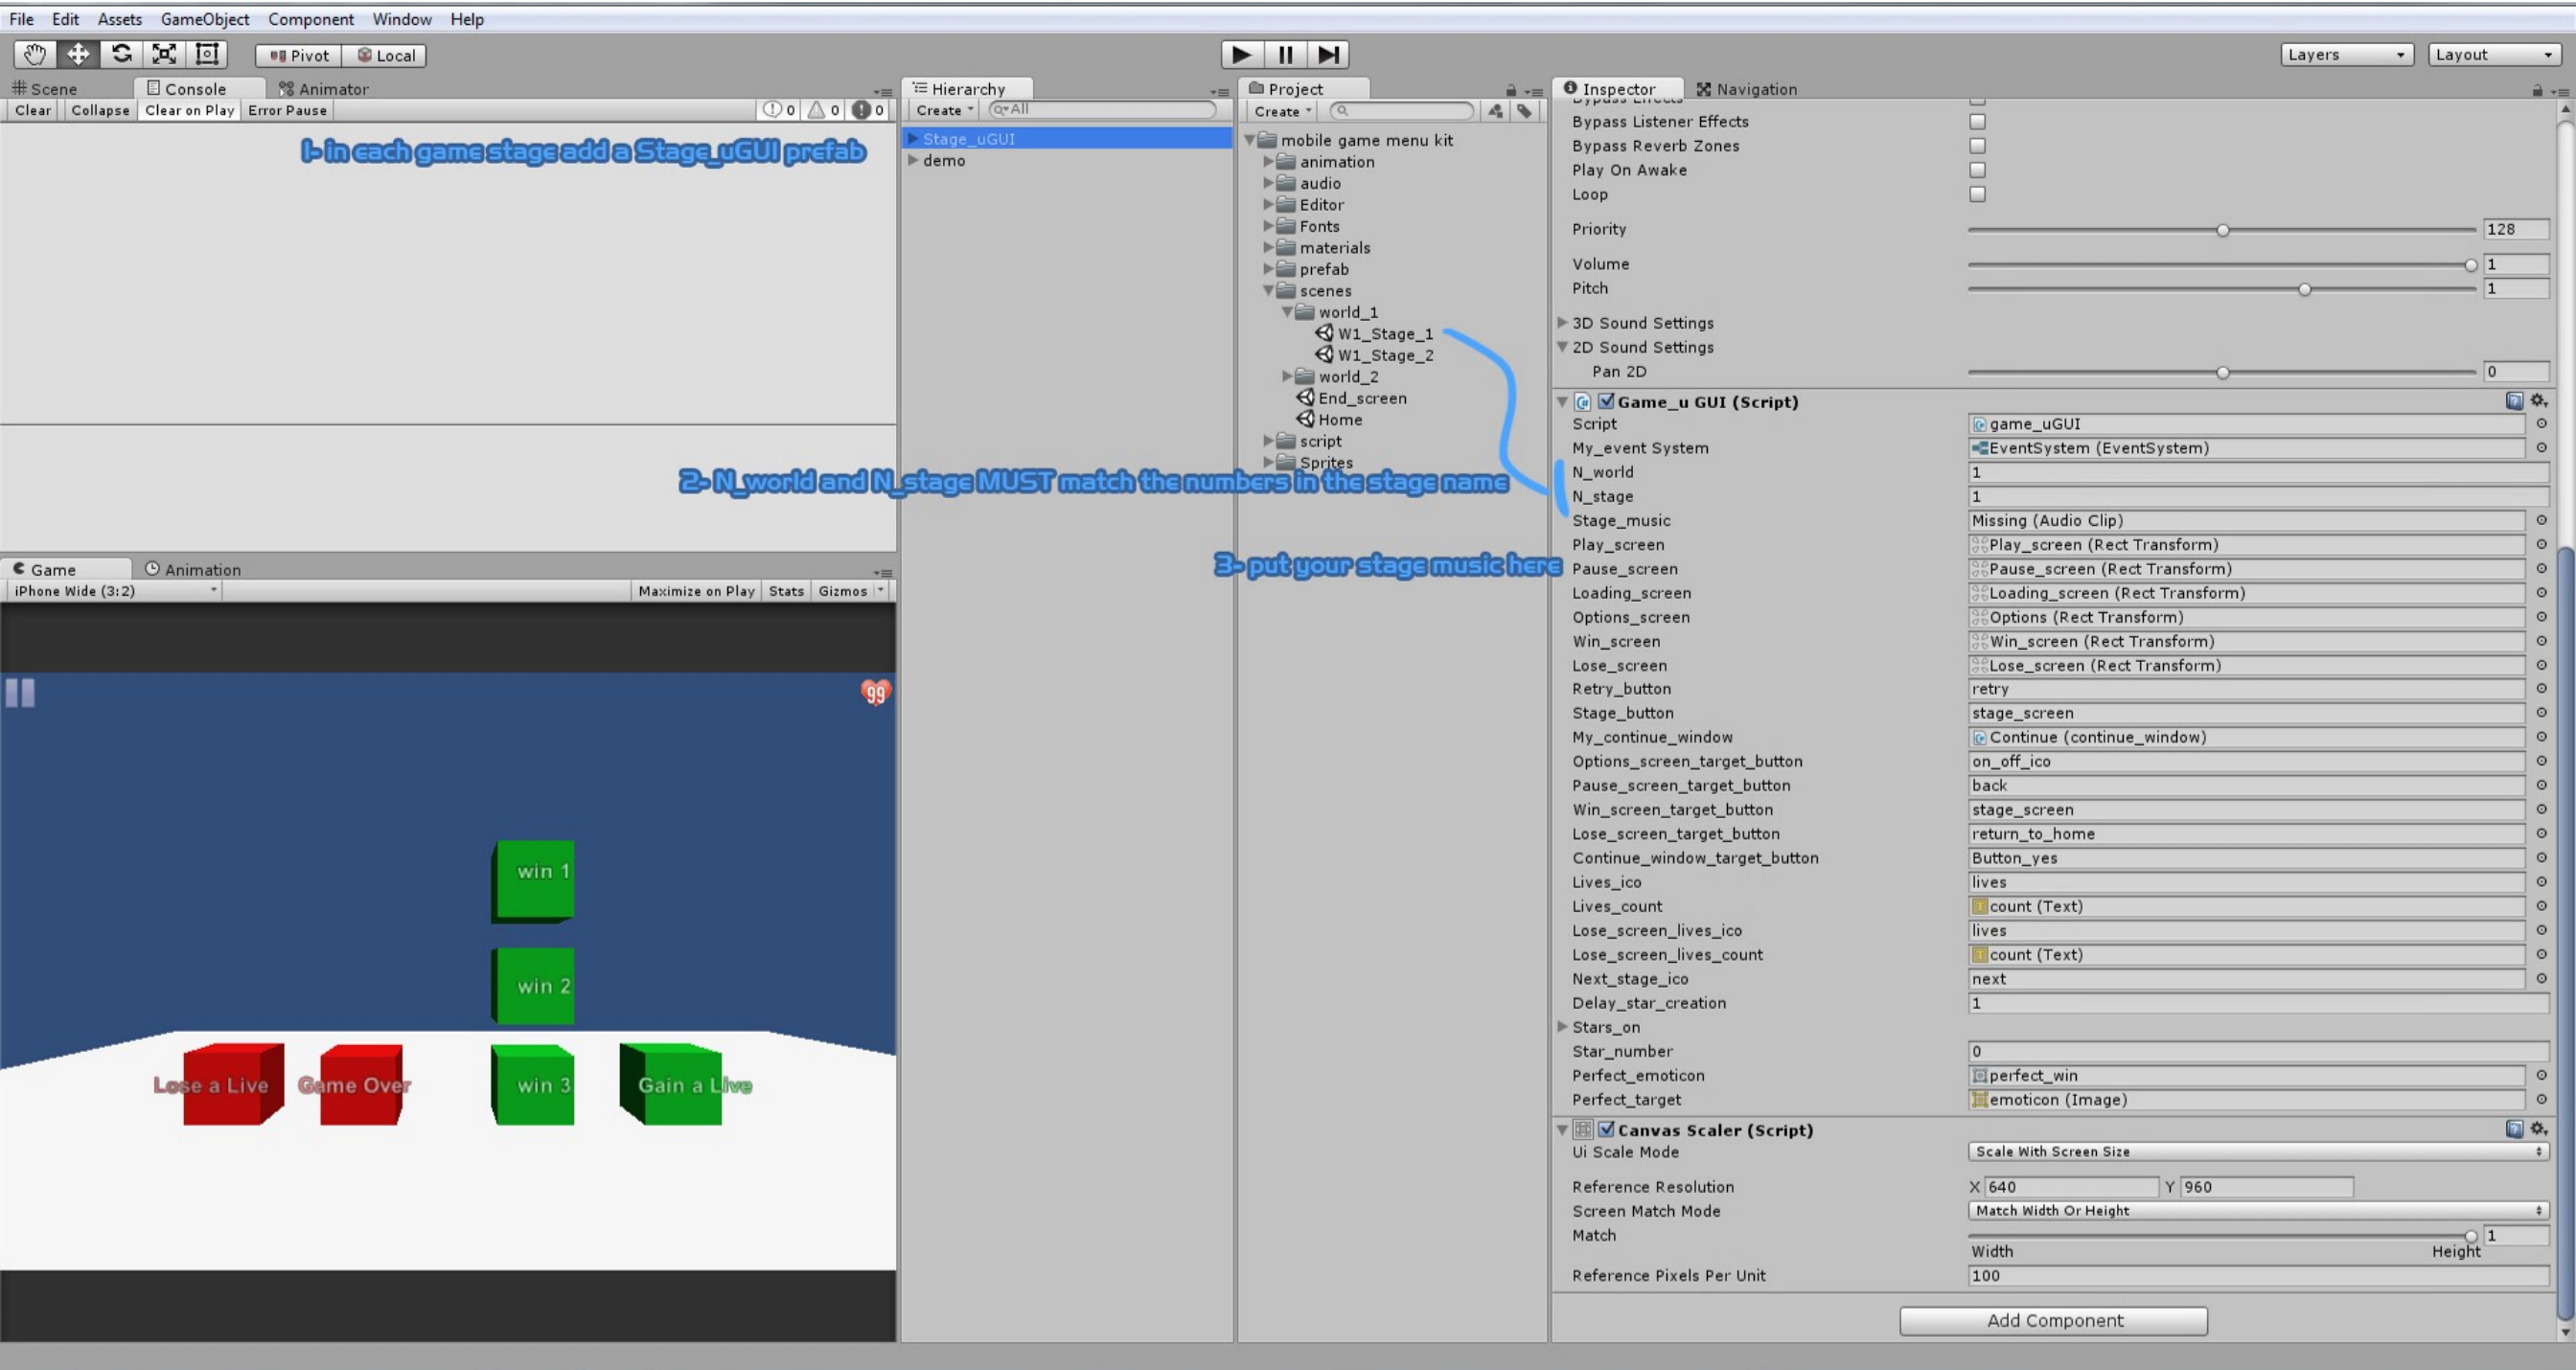 File Edit Assets GameObject Component Window Help
Pivot Local
Layers Layout
Scene Console Animator
Clear Collapse Clear on Play Error Pause 0 0 0
1- in each game stage add a Stage_uGUI prefab
2- N_world and N_stage MUST match the numbers in the stage name
3- put your stage music here
Game Animation
iPhone Wide (3:2) Maximize on Play Stats Gizmos
99
win 1
win 2
Lose a Live Game Over win 3 Gain a Live
Hierarchy
Create All
Stage_uGUI
demo
Project
Create
mobile game menu kit
animation
audio
Editor
Fonts
materials
prefab
scenes
world_1
W1_Stage_1
W1_Stage_2
world_2
End_screen
Home
script
Sprites
Inspector Navigation
Bypass Effects
Bypass Listener Effects
Bypass Reverb Zones
Play On Awake
Loop
Priority 128
Volume 1
Pitch 1
3D Sound Settings
2D Sound Settings
Pan 2D 0
Game_u GUI (Script)
Script game_uGUI
My_event System EventSystem (EventSystem)
N_world 1
N_stage 1
Stage_music Missing (Audio Clip)
Play_screen Play_screen (Rect Transform)
Pause_screen Pause_screen (Rect Transform)
Loading_screen Loading_screen (Rect Transform)
Options_screen Options (Rect Transform)
Win_screen Win_screen (Rect Transform)
Lose_screen Lose_screen (Rect Transform)
Retry_button retry
Stage_button stage_screen
My_continue_window Continue (continue_window)
Options_screen_target_button on_off_ico
Pause_screen_target_button back
Win_screen_target_button stage_screen
Lose_screen_target_button return_to_home
Continue_window_target_button Button_yes
Lives_ico lives
Lives_count count (Text)
Lose_screen_lives_ico lives
Lose_screen_lives_count count (Text)
Next_stage_ico next
Delay_star_creation 1
Stars_on
Star_number 0
Perfect_emoticon perfect_win
Perfect_target emoticon (Image)
Canvas Scaler (Script)
Ui Scale Mode Scale With Screen Size
Reference Resolution X 640 Y 960
Screen Match Mode Match Width Or Height
Match 1
Width Height
Reference Pixels Per Unit 100
Add Component